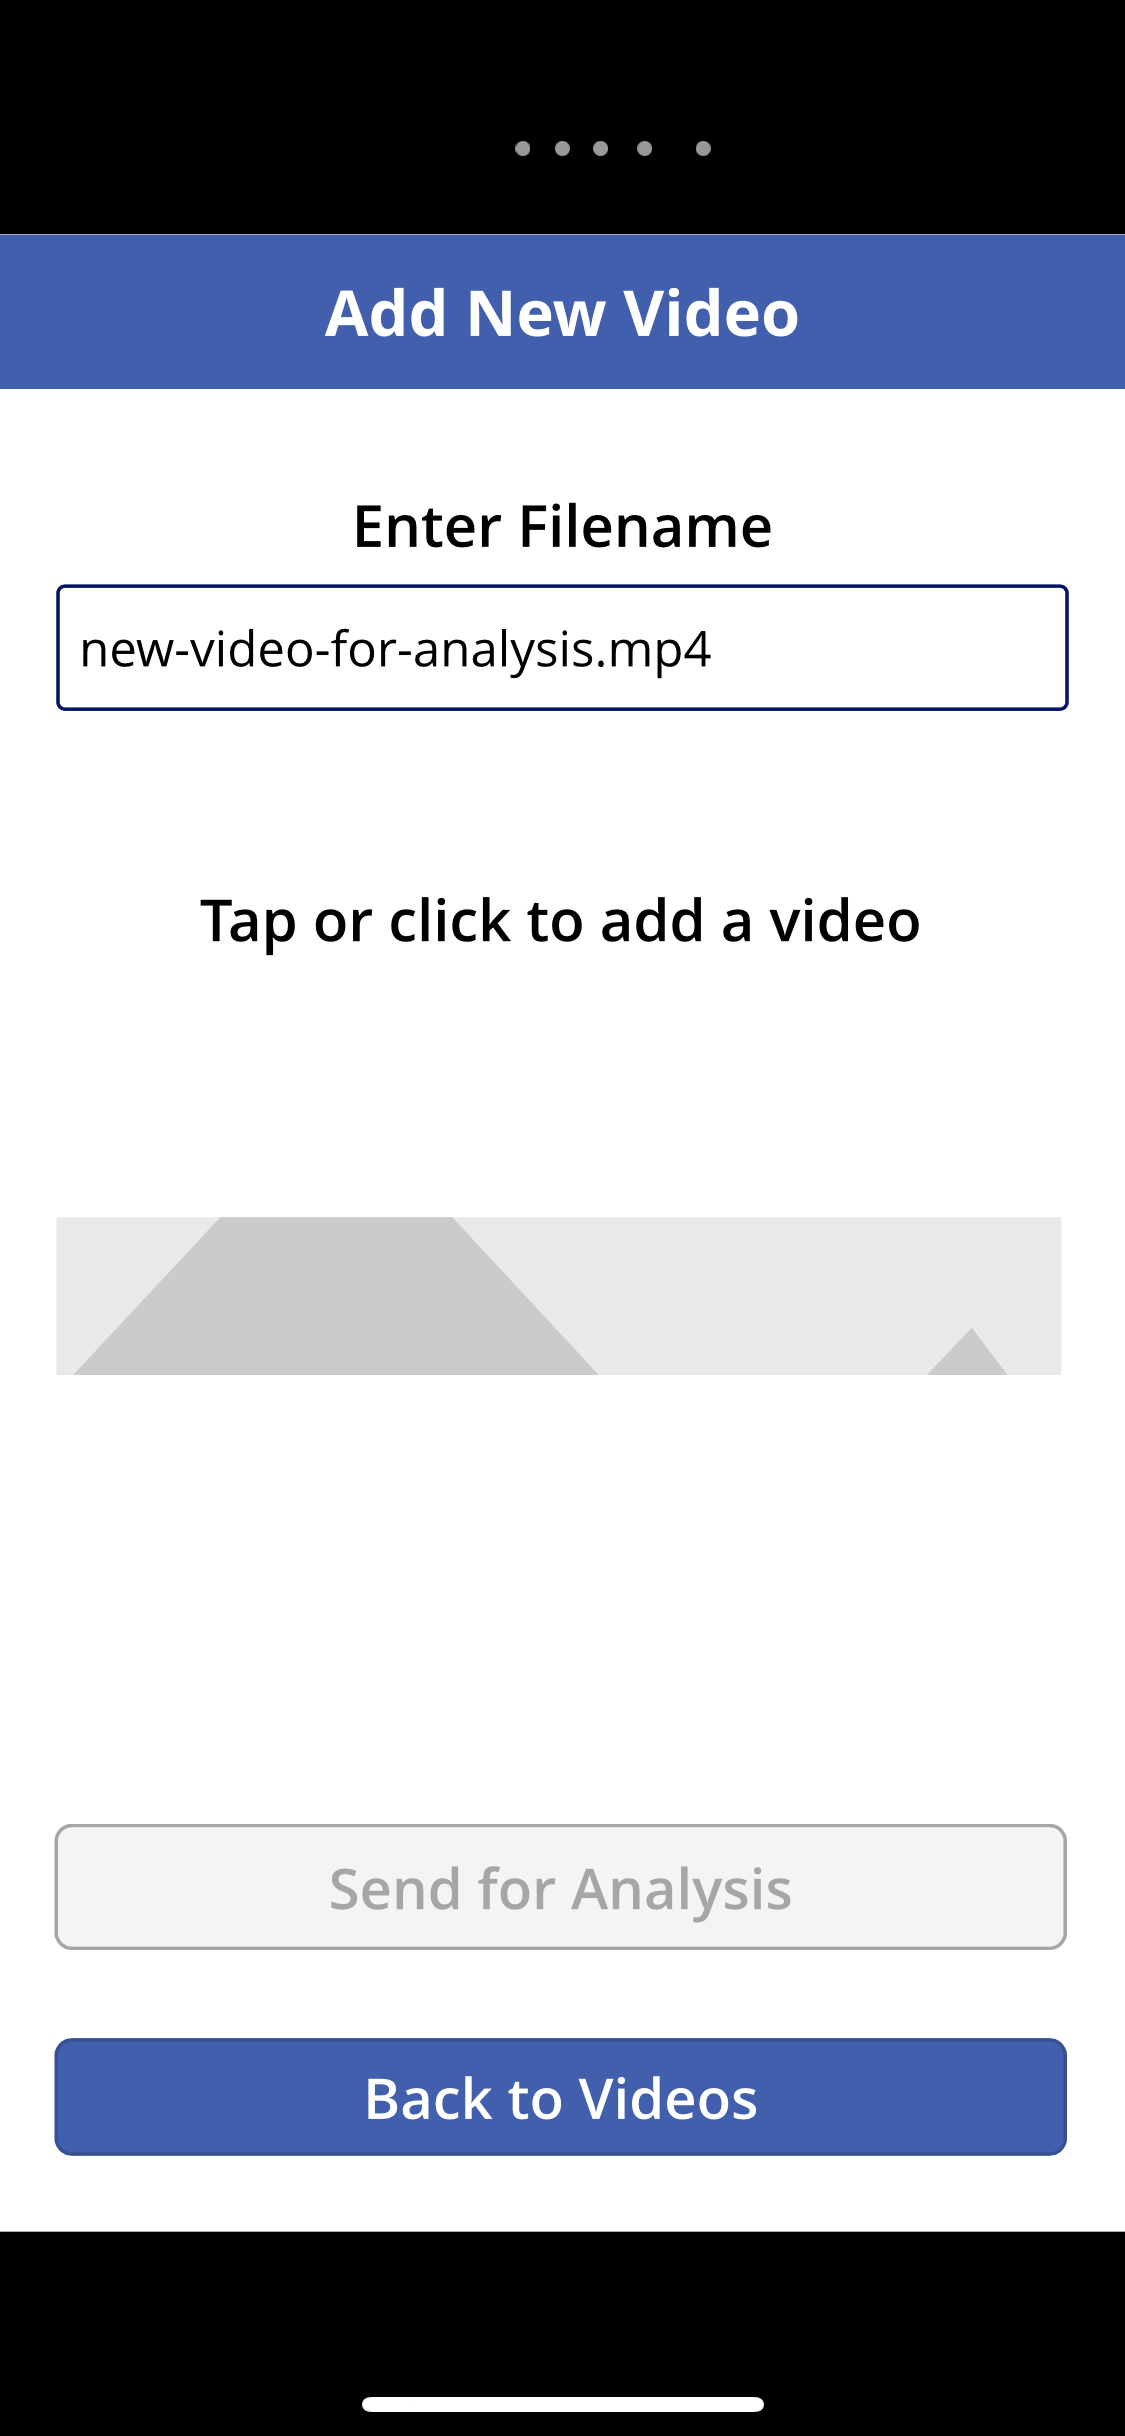 Add New Video
Enter Filename
new-video-for-analysis.mp4
Tap or click to add a video
Send for Analysis
Back to Videos